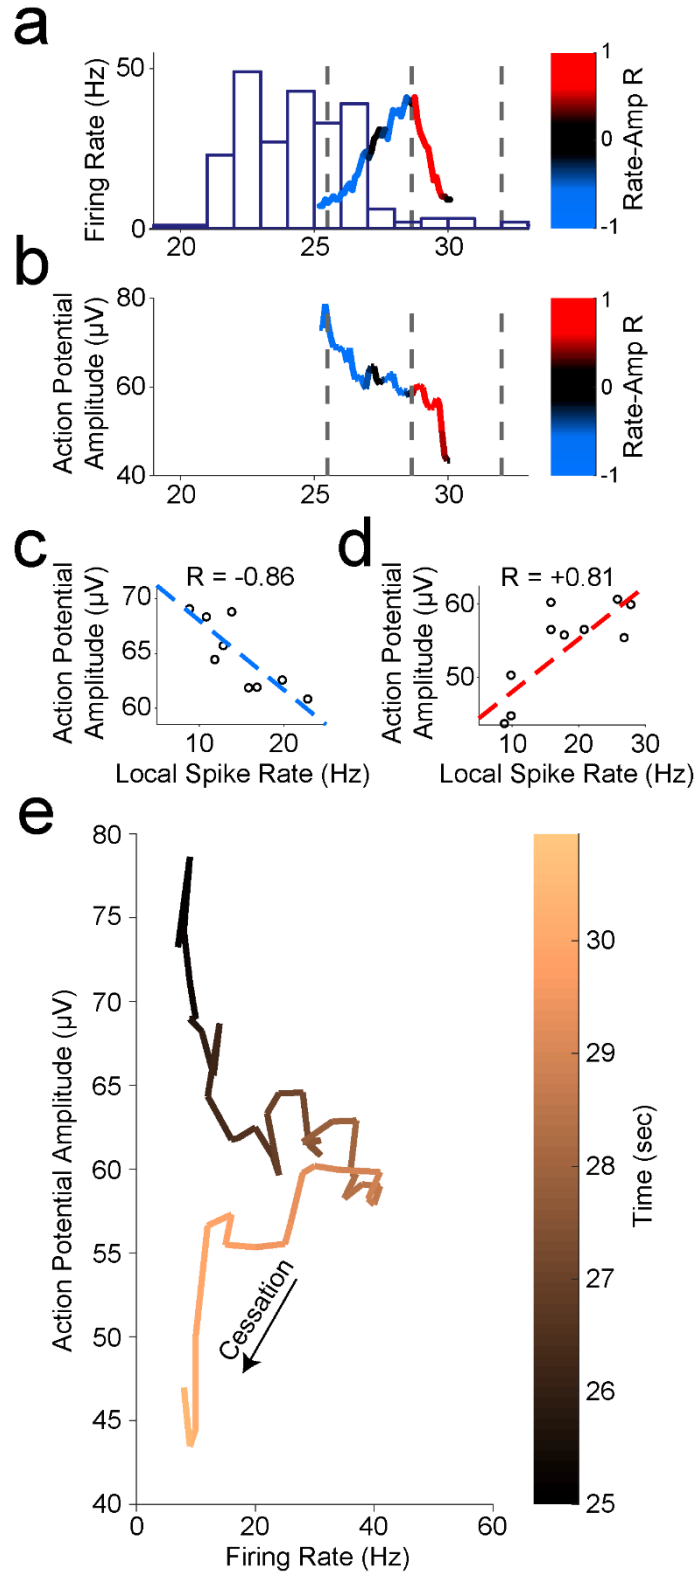 a
50
0
Firing Rate (Hz)
20
25
30
1
0
-1
Rate-Amp R
b
80
60
40
Action Potential
Amplitude (µV)
20
25
30
1
0
-1
Rate-Amp R
c
R = -0.86
70
65
60
Action Potential
Amplitude (µV)
10
20
Local Spike Rate (Hz)
d
R = +0.81
60
50
Action Potential
Amplitude (µV)
10
20
30
Local Spike Rate (Hz)
e
80
75
70
65
60
55
50
45
40
Action Potential Amplitude (µV)
Cessation
0
20
40
60
Firing Rate (Hz)
30
29
28
27
26
25
Time (sec)